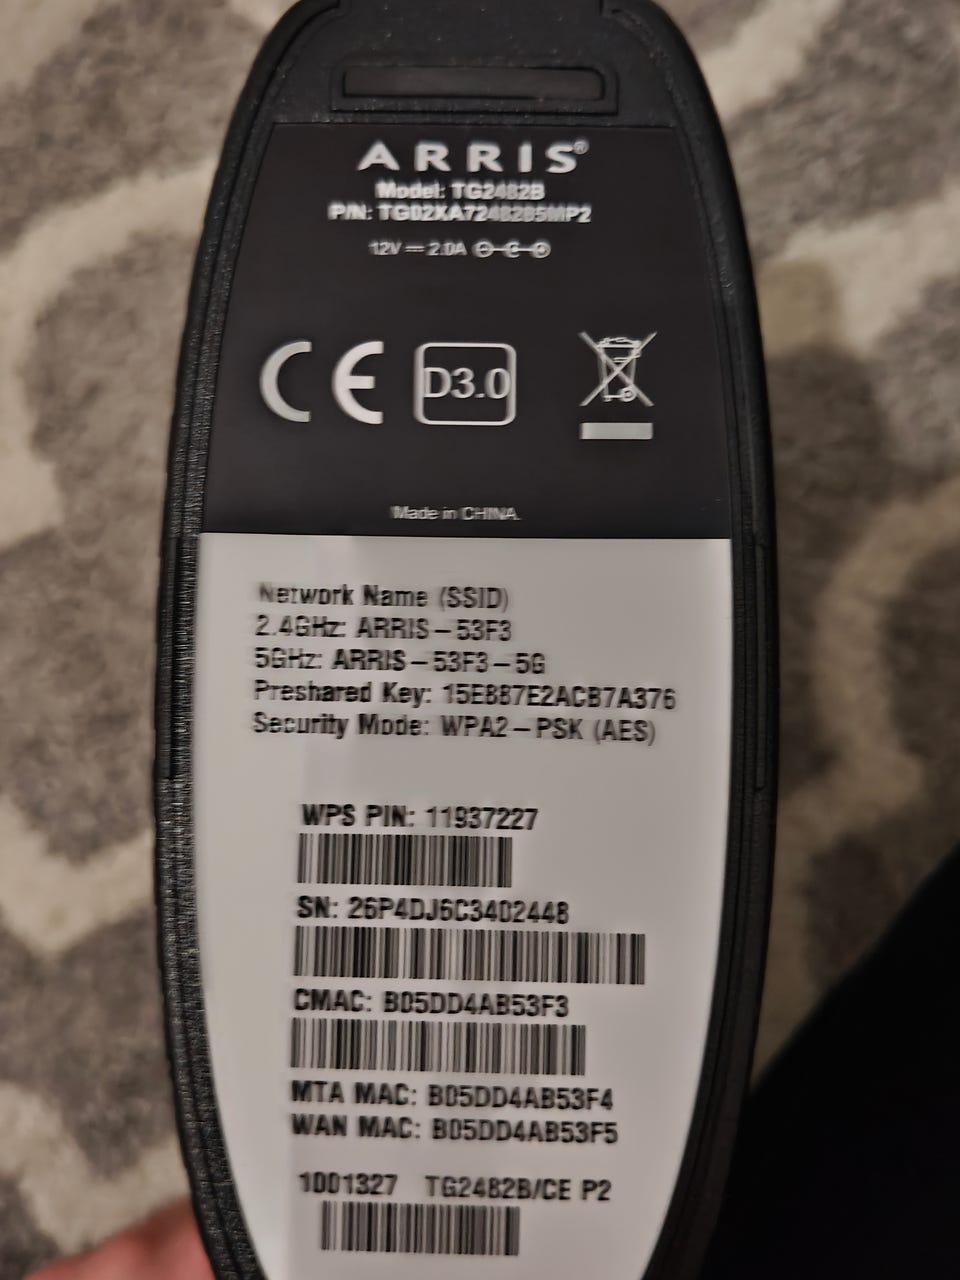 ARRIS®
Model: TG2482B
P/N: TG02XA72482B5MP2
12V 2.0A
CE D3.0
Made in CHINA.
Network Name (SSID)
2.4GHz: ARRIS-53F3
5GHz: ARRIS-53F3-5G
Preshared Key: 15E887E2ACB7A376
Security Mode: WPA2-PSK (AES)
WPS PIN: 11937227
SN: 26P4DJ6C3402448
CMAC: B05DD4AB53F3
MTA MAC: B05DD4AB53F4
WAN MAC: B05DD4AB53F5
1001327 TG2482B/CE P2